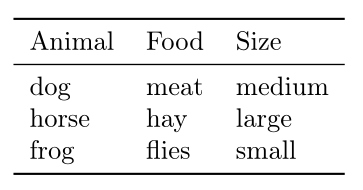 Animal Food Size
dog meat medium
horse hay large
frog flies small